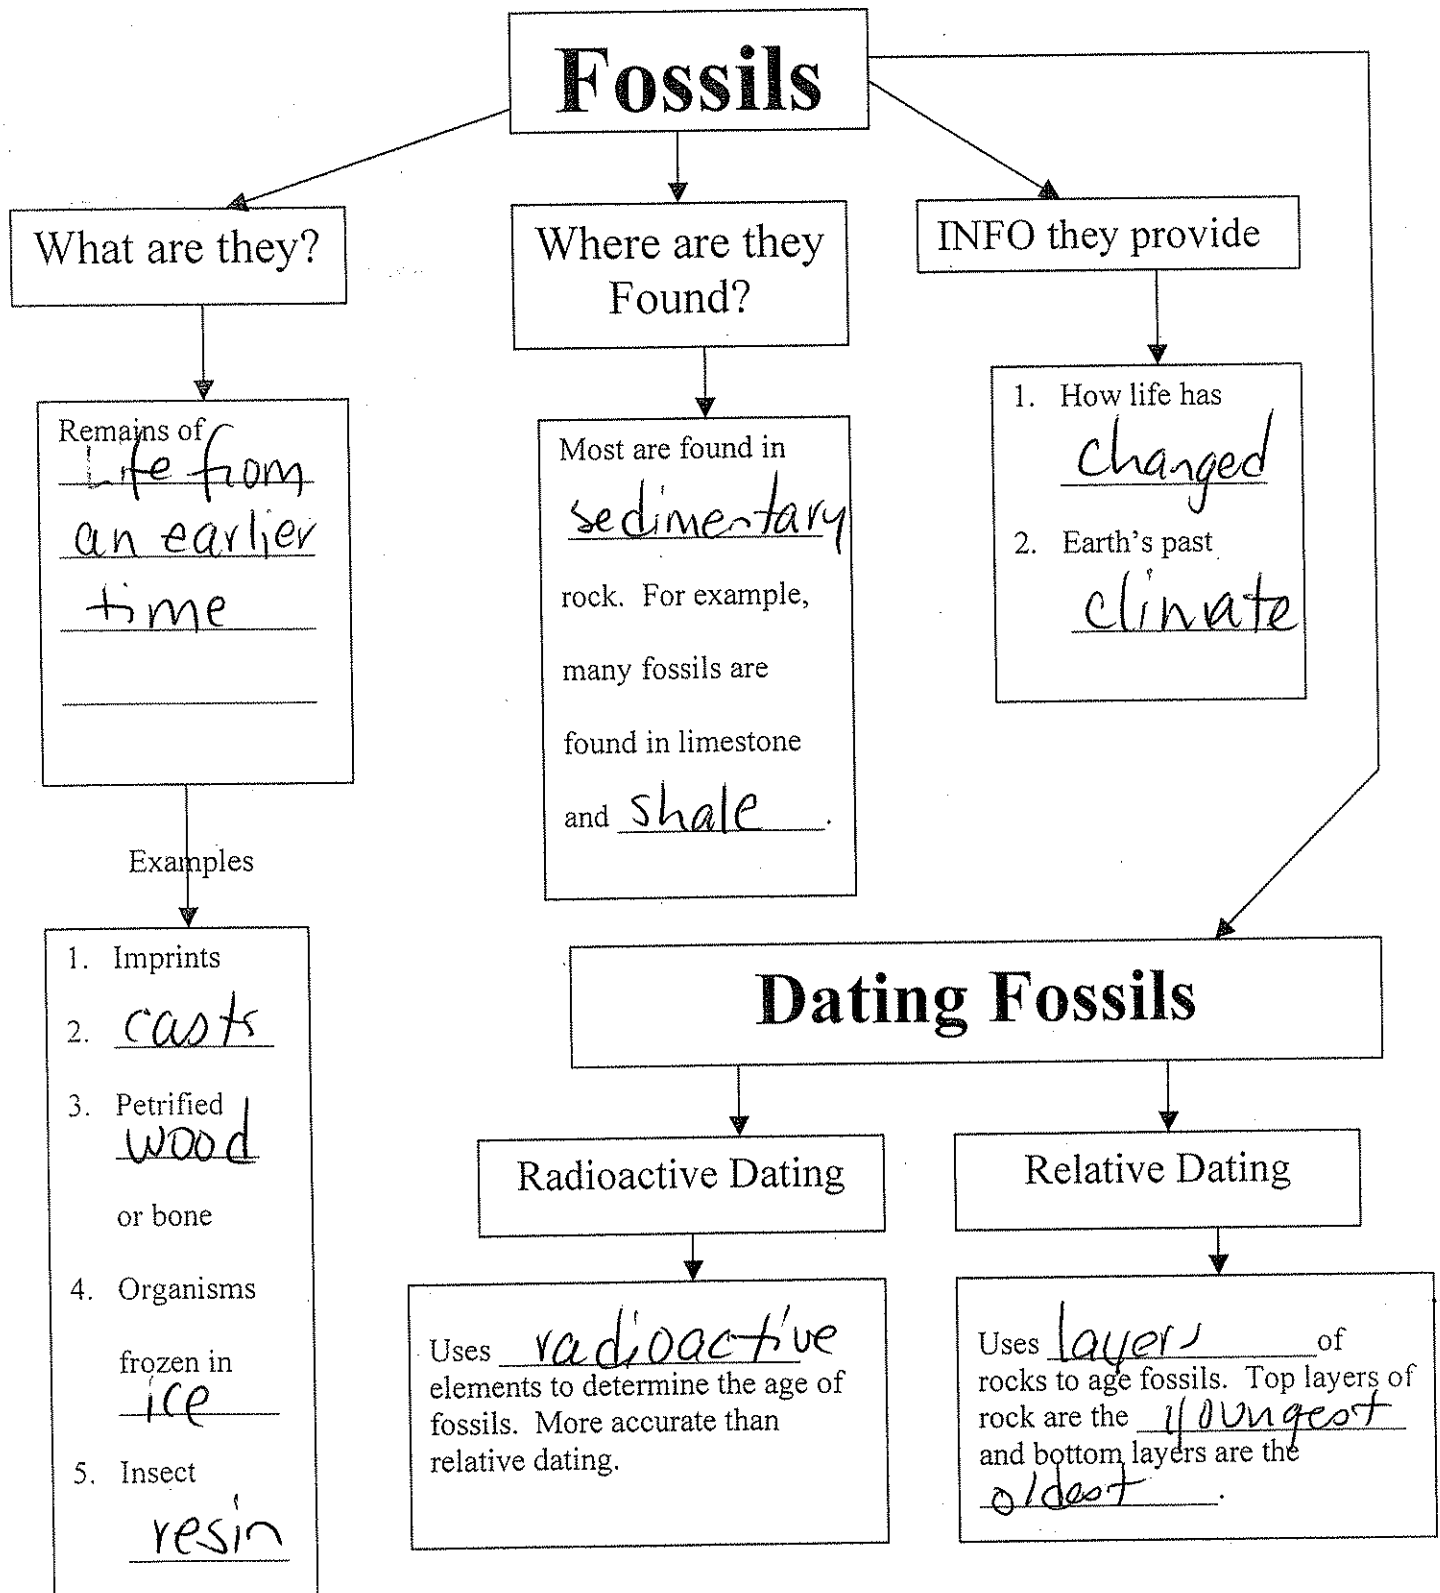 Fossils
What are they?
Where are they
Found?
INFO they provide
Remains of
Life from
an earlier
time
Most are found in
sedimentary
rock. For example,
many fossils are
found in limestone
and shale.
1. How life has
changed
2. Earth's past
climate
Examples
1. Imprints
2. casts
3. Petrified
wood
or bone
4. Organisms
frozen in
ice
5. Insect
resin
Dating Fossils
Radioactive Dating
Relative Dating
Uses radioactive
elements to determine the age of
fossils. More accurate than
relative dating.
Uses layers of
rocks to age fossils. Top layers of
rock are the youngest
and bottom layers are the
oldest.